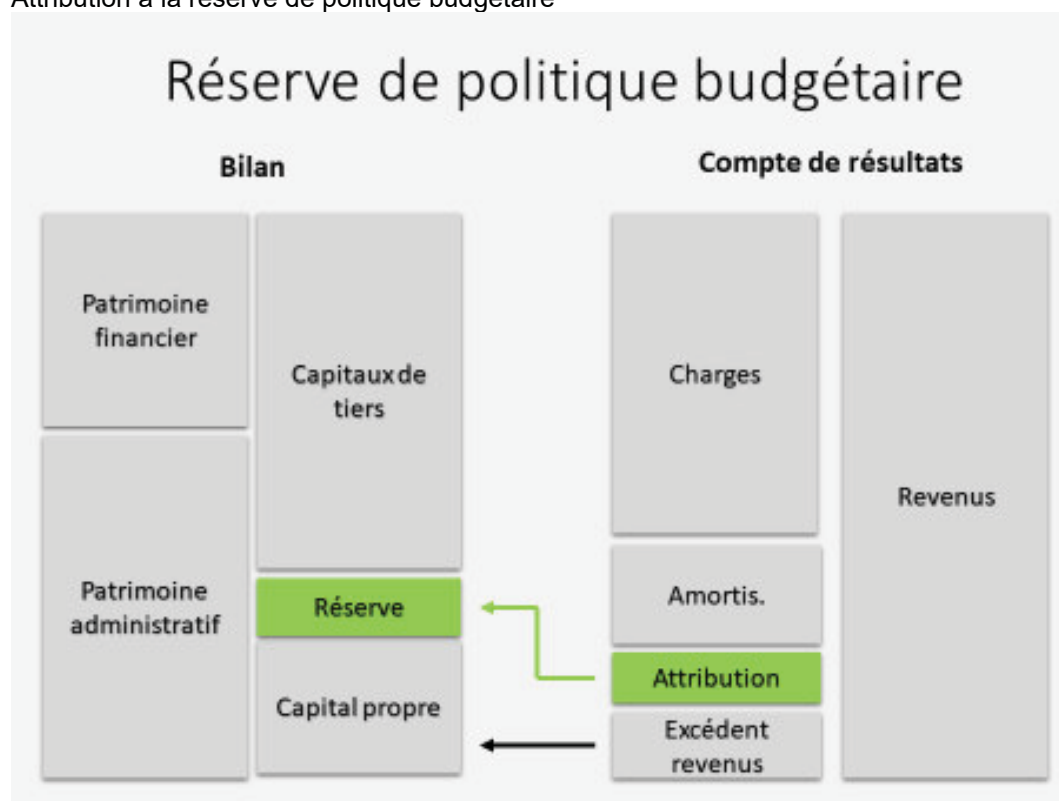 Attribution à la réserve de politique budgétaire
Réserve de politique budgétaire
Bilan
Compte de résultats
Patrimoine
financier
Capitaux de
tiers
Patrimoine
administratif
Réserve
Capital propre
Charges
Amortis.
Attribution
Excédent
revenus
Revenus